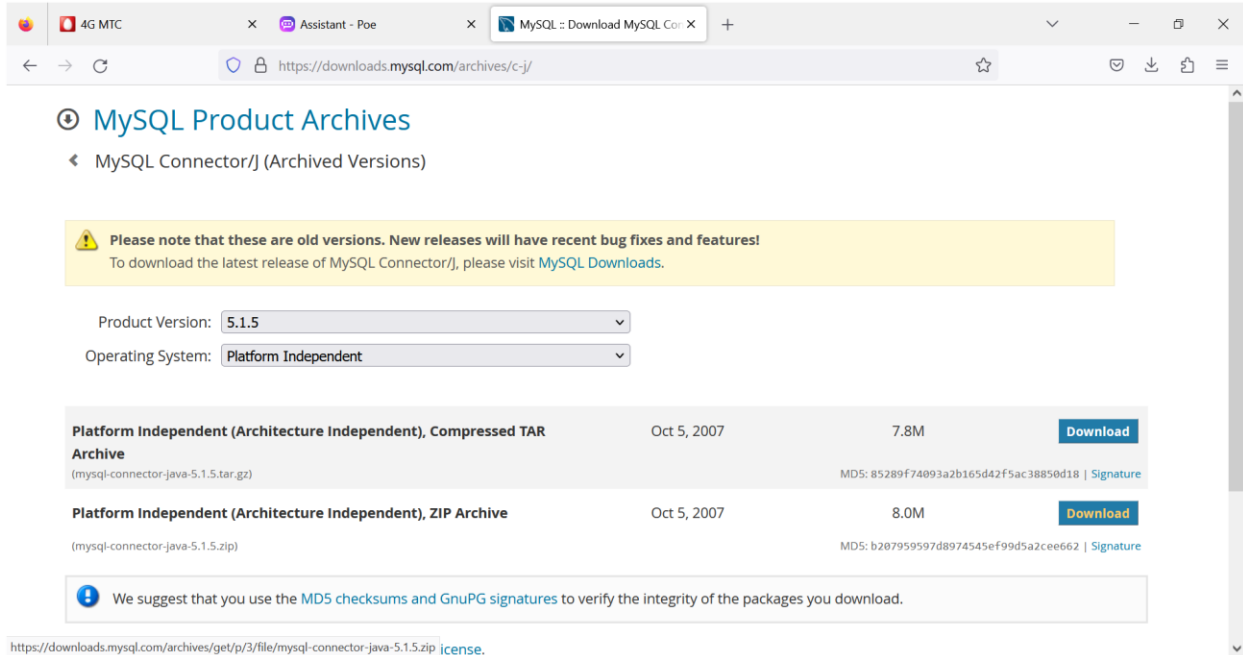 4G MTC
Assistant - Poe
MySQL :: Download MySQL Con
https://downloads.mysql.com/archives/c-j/
MySQL Product Archives
MySQL Connector/J (Archived Versions)
Please note that these are old versions. New releases will have recent bug fixes and features!
To download the latest release of MySQL Connector/J, please visit MySQL Downloads.
Product Version: 5.1.5
Operating System: Platform Independent
Platform Independent (Architecture Independent), Compressed TAR Oct 5, 2007 7.8M Download
Archive
(mysql-connector-java-5.1.5.tar.gz) MD5: 85289f74093a2b165d42f5ac38850d18 | Signature
Platform Independent (Architecture Independent), ZIP Archive Oct 5, 2007 8.0M Download
(mysql-connector-java-5.1.5.zip) MD5: b207959597d8974545ef99d5a2cee662 | Signature
We suggest that you use the MD5 checksums and GnuPG signatures to verify the integrity of the packages you download.
https://downloads.mysql.com/archives/get/p/3/file/mysql-connector-java-5.1.5.zip icense.